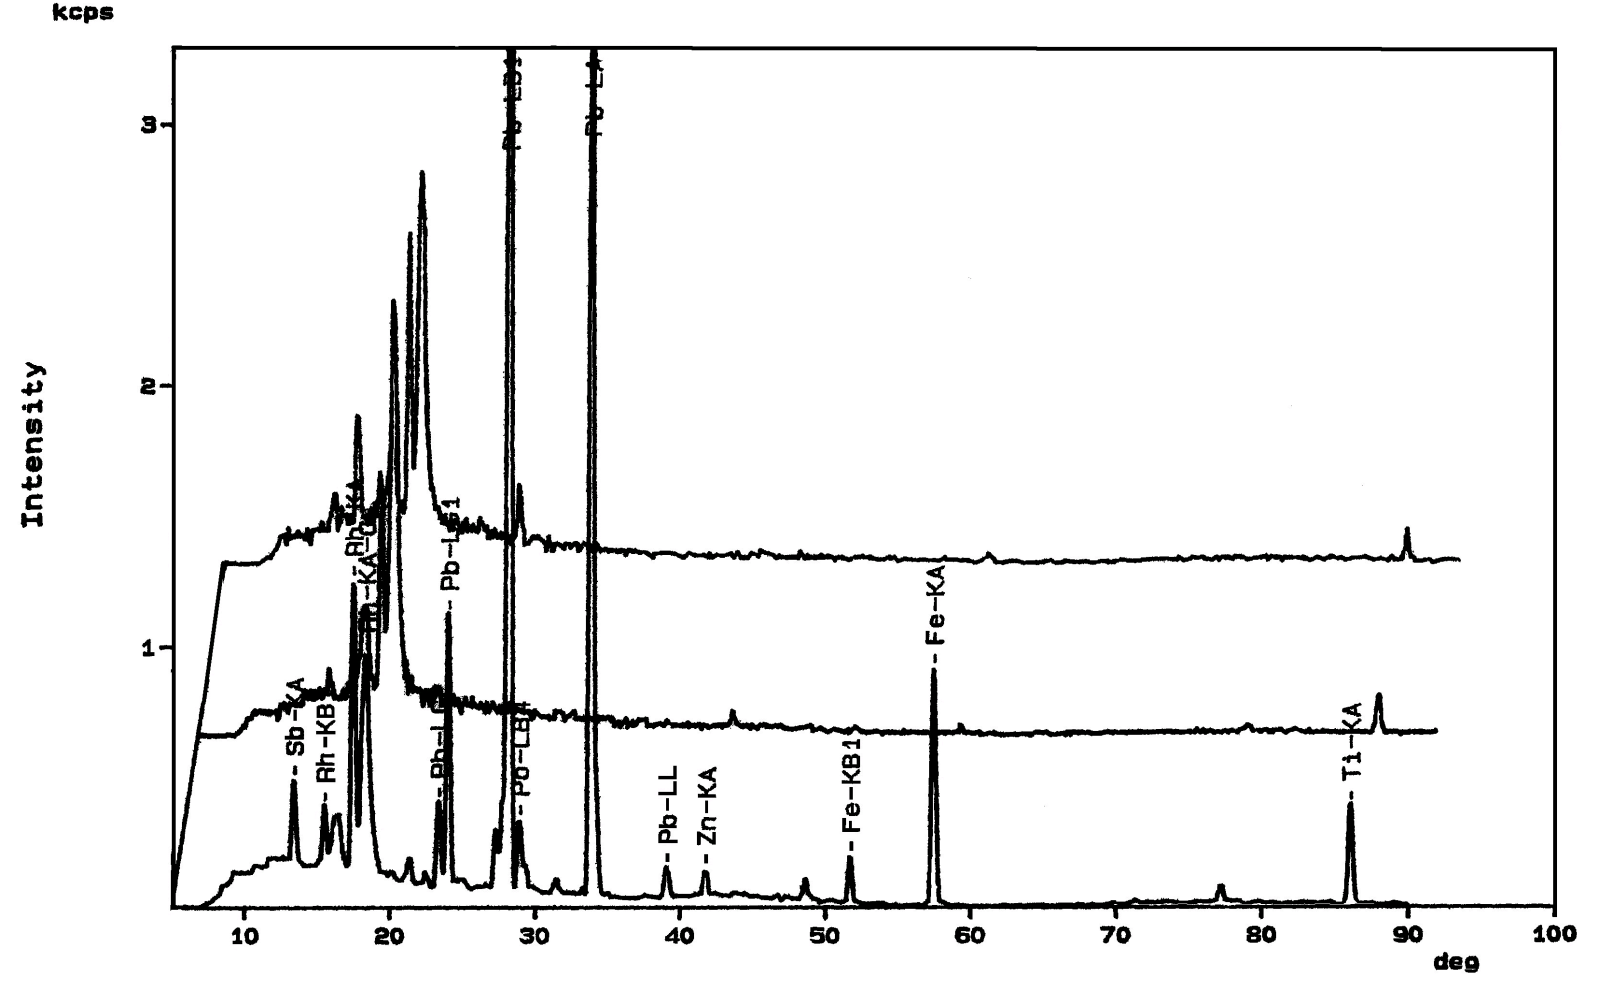 kcps
3
2
1
Intensity
Sb-KA
Rh-KB
Pb-LG1
Pb-LL
Zn-KA
Fe-KB1
Fe-KA
Ti-KA
10 20 30 40 50 60 70 80 90 100
deg